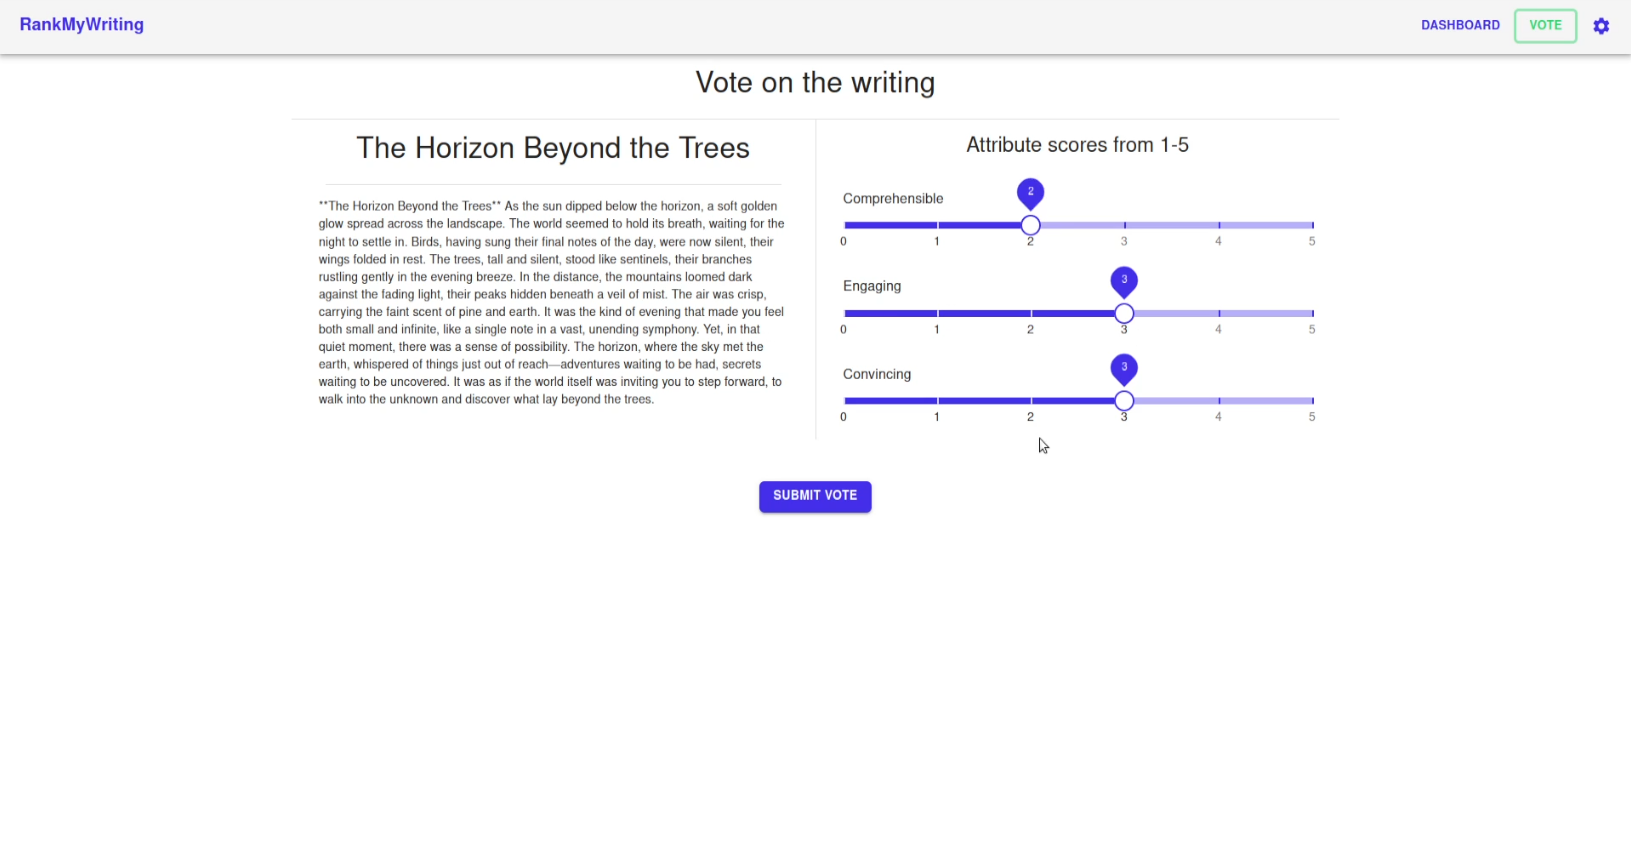 RankMyWriting
DASHBOARD
VOTE
Vote on the writing
The Horizon Beyond the Trees
**The Horizon Beyond the Trees** As the sun dipped below the horizon, a soft golden
glow spread across the landscape. The world seemed to hold its breath, waiting for the
night to settle in. Birds, having sung their final notes of the day, were now silent, their
wings folded in rest. The trees, tall and silent, stood like sentinels, their branches
rustling gently in the evening breeze. In the distance, the mountains loomed dark
against the fading light, their peaks hidden beneath a veil of mist. The air was crisp,
carrying the faint scent of pine and earth. It was the kind of evening that made you feel
both small and infinite, like a single note in a vast, unending symphony. Yet, in that
quiet moment, there was a sense of possibility. The horizon, where the sky met the
earth, whispered of things just out of reach—adventures waiting to be had, secrets
waiting to be uncovered. It was as if the world itself was inviting you to step forward, to
walk into the unknown and discover what lay beyond the trees.
Attribute scores from 1-5
Comprehensible
2
0 1 2 3 4 5
Engaging
3
0 1 2 3 4 5
Convincing
3
0 1 2 3 4 5
SUBMIT VOTE